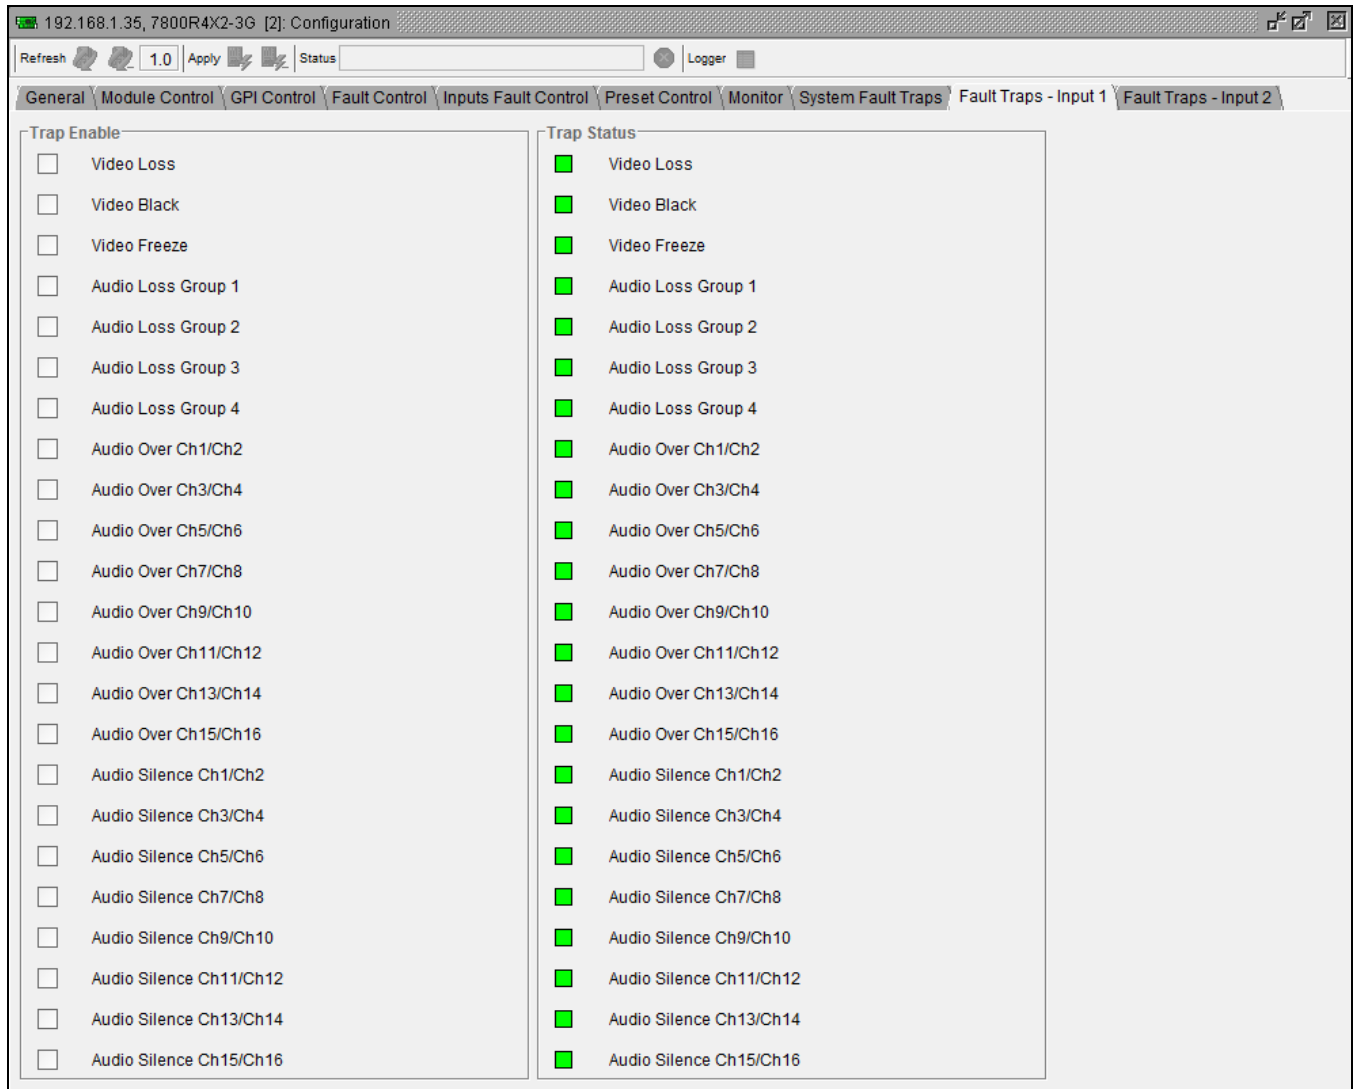 192.168.1.35, 7800R4X2-3G [2]: Configuration
Refresh 1.0 Apply Status Logger
General Module Control GPI Control Fault Control Inputs Fault Control Preset Control Monitor System Fault Traps Fault Traps - Input 1 Fault Traps - Input 2
Trap Enable
Video Loss
Video Black
Video Freeze
Audio Loss Group 1
Audio Loss Group 2
Audio Loss Group 3
Audio Loss Group 4
Audio Over Ch1/Ch2
Audio Over Ch3/Ch4
Audio Over Ch5/Ch6
Audio Over Ch7/Ch8
Audio Over Ch9/Ch10
Audio Over Ch11/Ch12
Audio Over Ch13/Ch14
Audio Over Ch15/Ch16
Audio Silence Ch1/Ch2
Audio Silence Ch3/Ch4
Audio Silence Ch5/Ch6
Audio Silence Ch7/Ch8
Audio Silence Ch9/Ch10
Audio Silence Ch11/Ch12
Audio Silence Ch13/Ch14
Audio Silence Ch15/Ch16
Trap Status
Video Loss
Video Black
Video Freeze
Audio Loss Group 1
Audio Loss Group 2
Audio Loss Group 3
Audio Loss Group 4
Audio Over Ch1/Ch2
Audio Over Ch3/Ch4
Audio Over Ch5/Ch6
Audio Over Ch7/Ch8
Audio Over Ch9/Ch10
Audio Over Ch11/Ch12
Audio Over Ch13/Ch14
Audio Over Ch15/Ch16
Audio Silence Ch1/Ch2
Audio Silence Ch3/Ch4
Audio Silence Ch5/Ch6
Audio Silence Ch7/Ch8
Audio Silence Ch9/Ch10
Audio Silence Ch11/Ch12
Audio Silence Ch13/Ch14
Audio Silence Ch15/Ch16